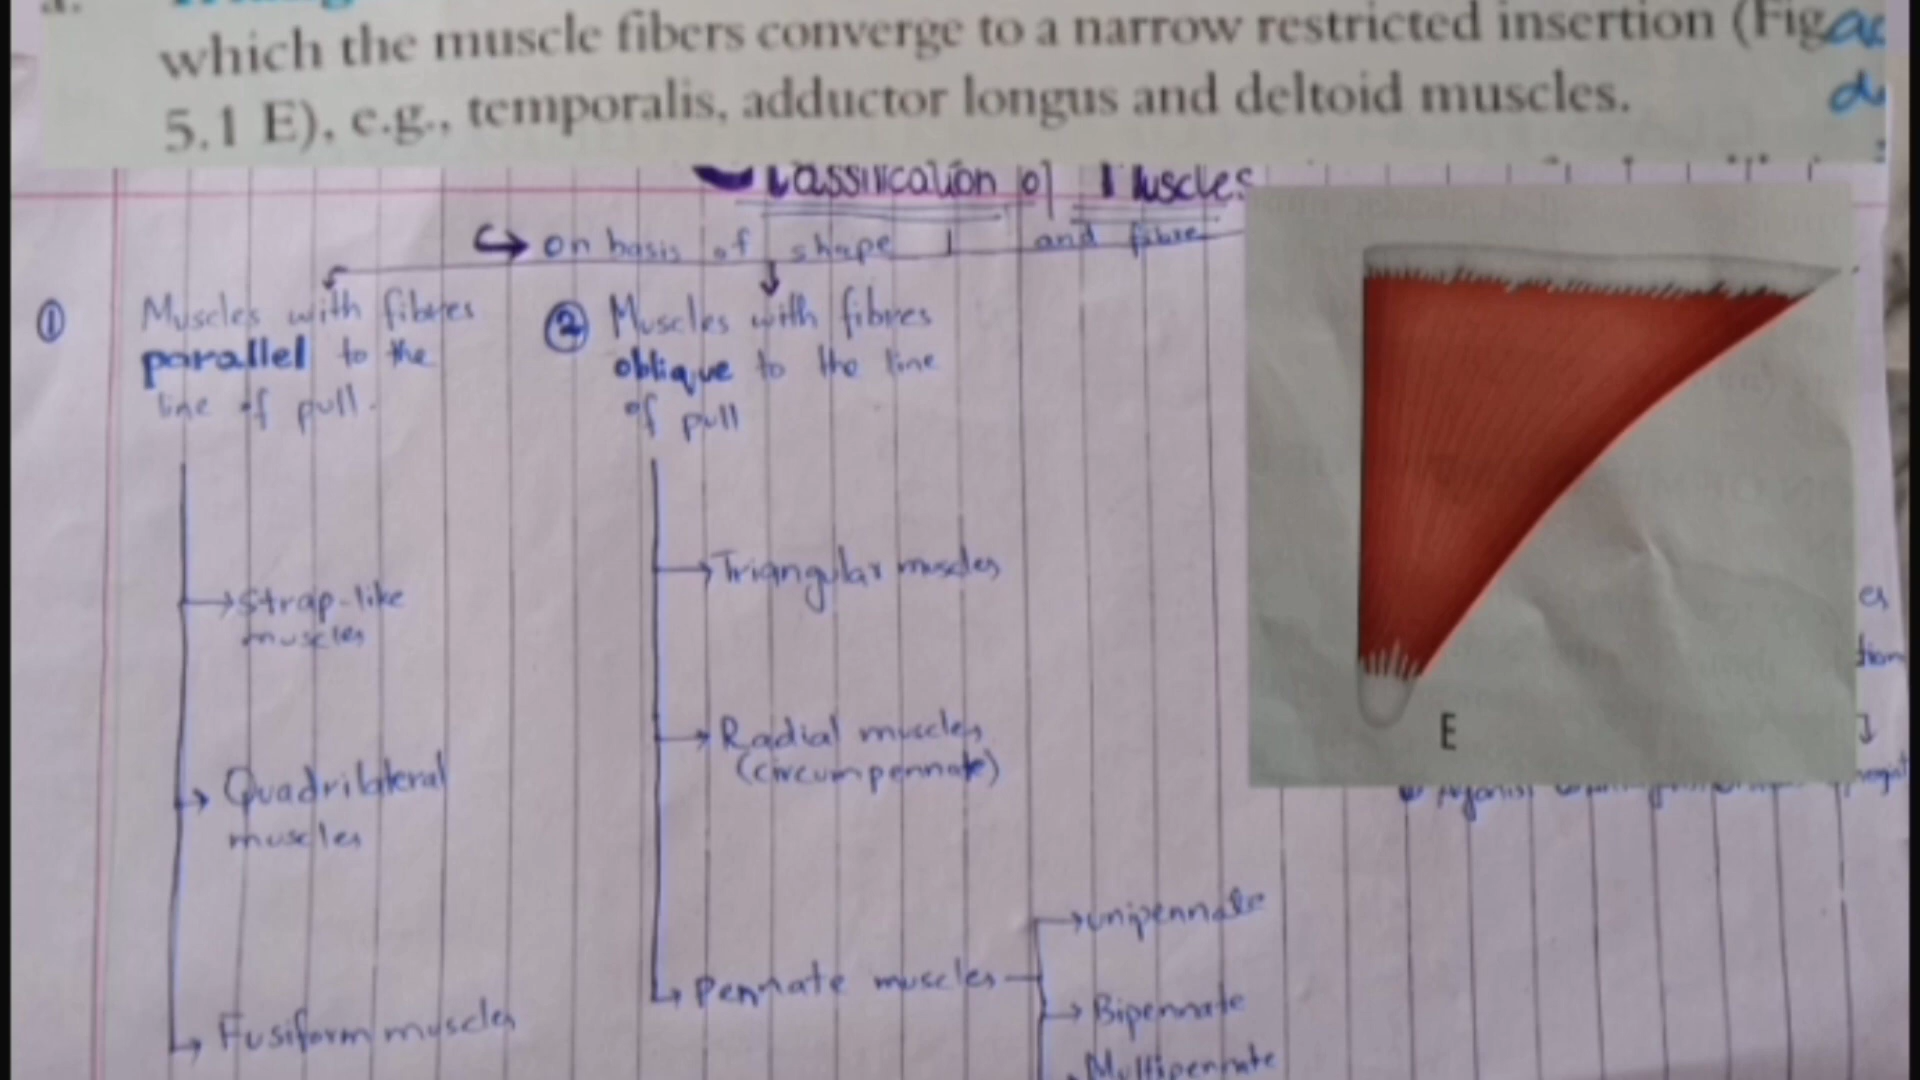 which the muscle fibers converge to a narrow restricted insertion (Fig
5.1 E), e.g., temporalis, adductor longus and deltoid muscles.
Classification of Muscles
on basis of shape and fibre
① Muscles with fibres
parallel to the
line of pull.
② Muscles with fibres
oblique to the line
of pull
Strap-like
muscles
Quadrilateral
muscles
Fusiform muscles
Triangular muscles
Radial muscles
(circumpennate)
Pennate muscles
unipennate
Bipennate
Multipennate
E